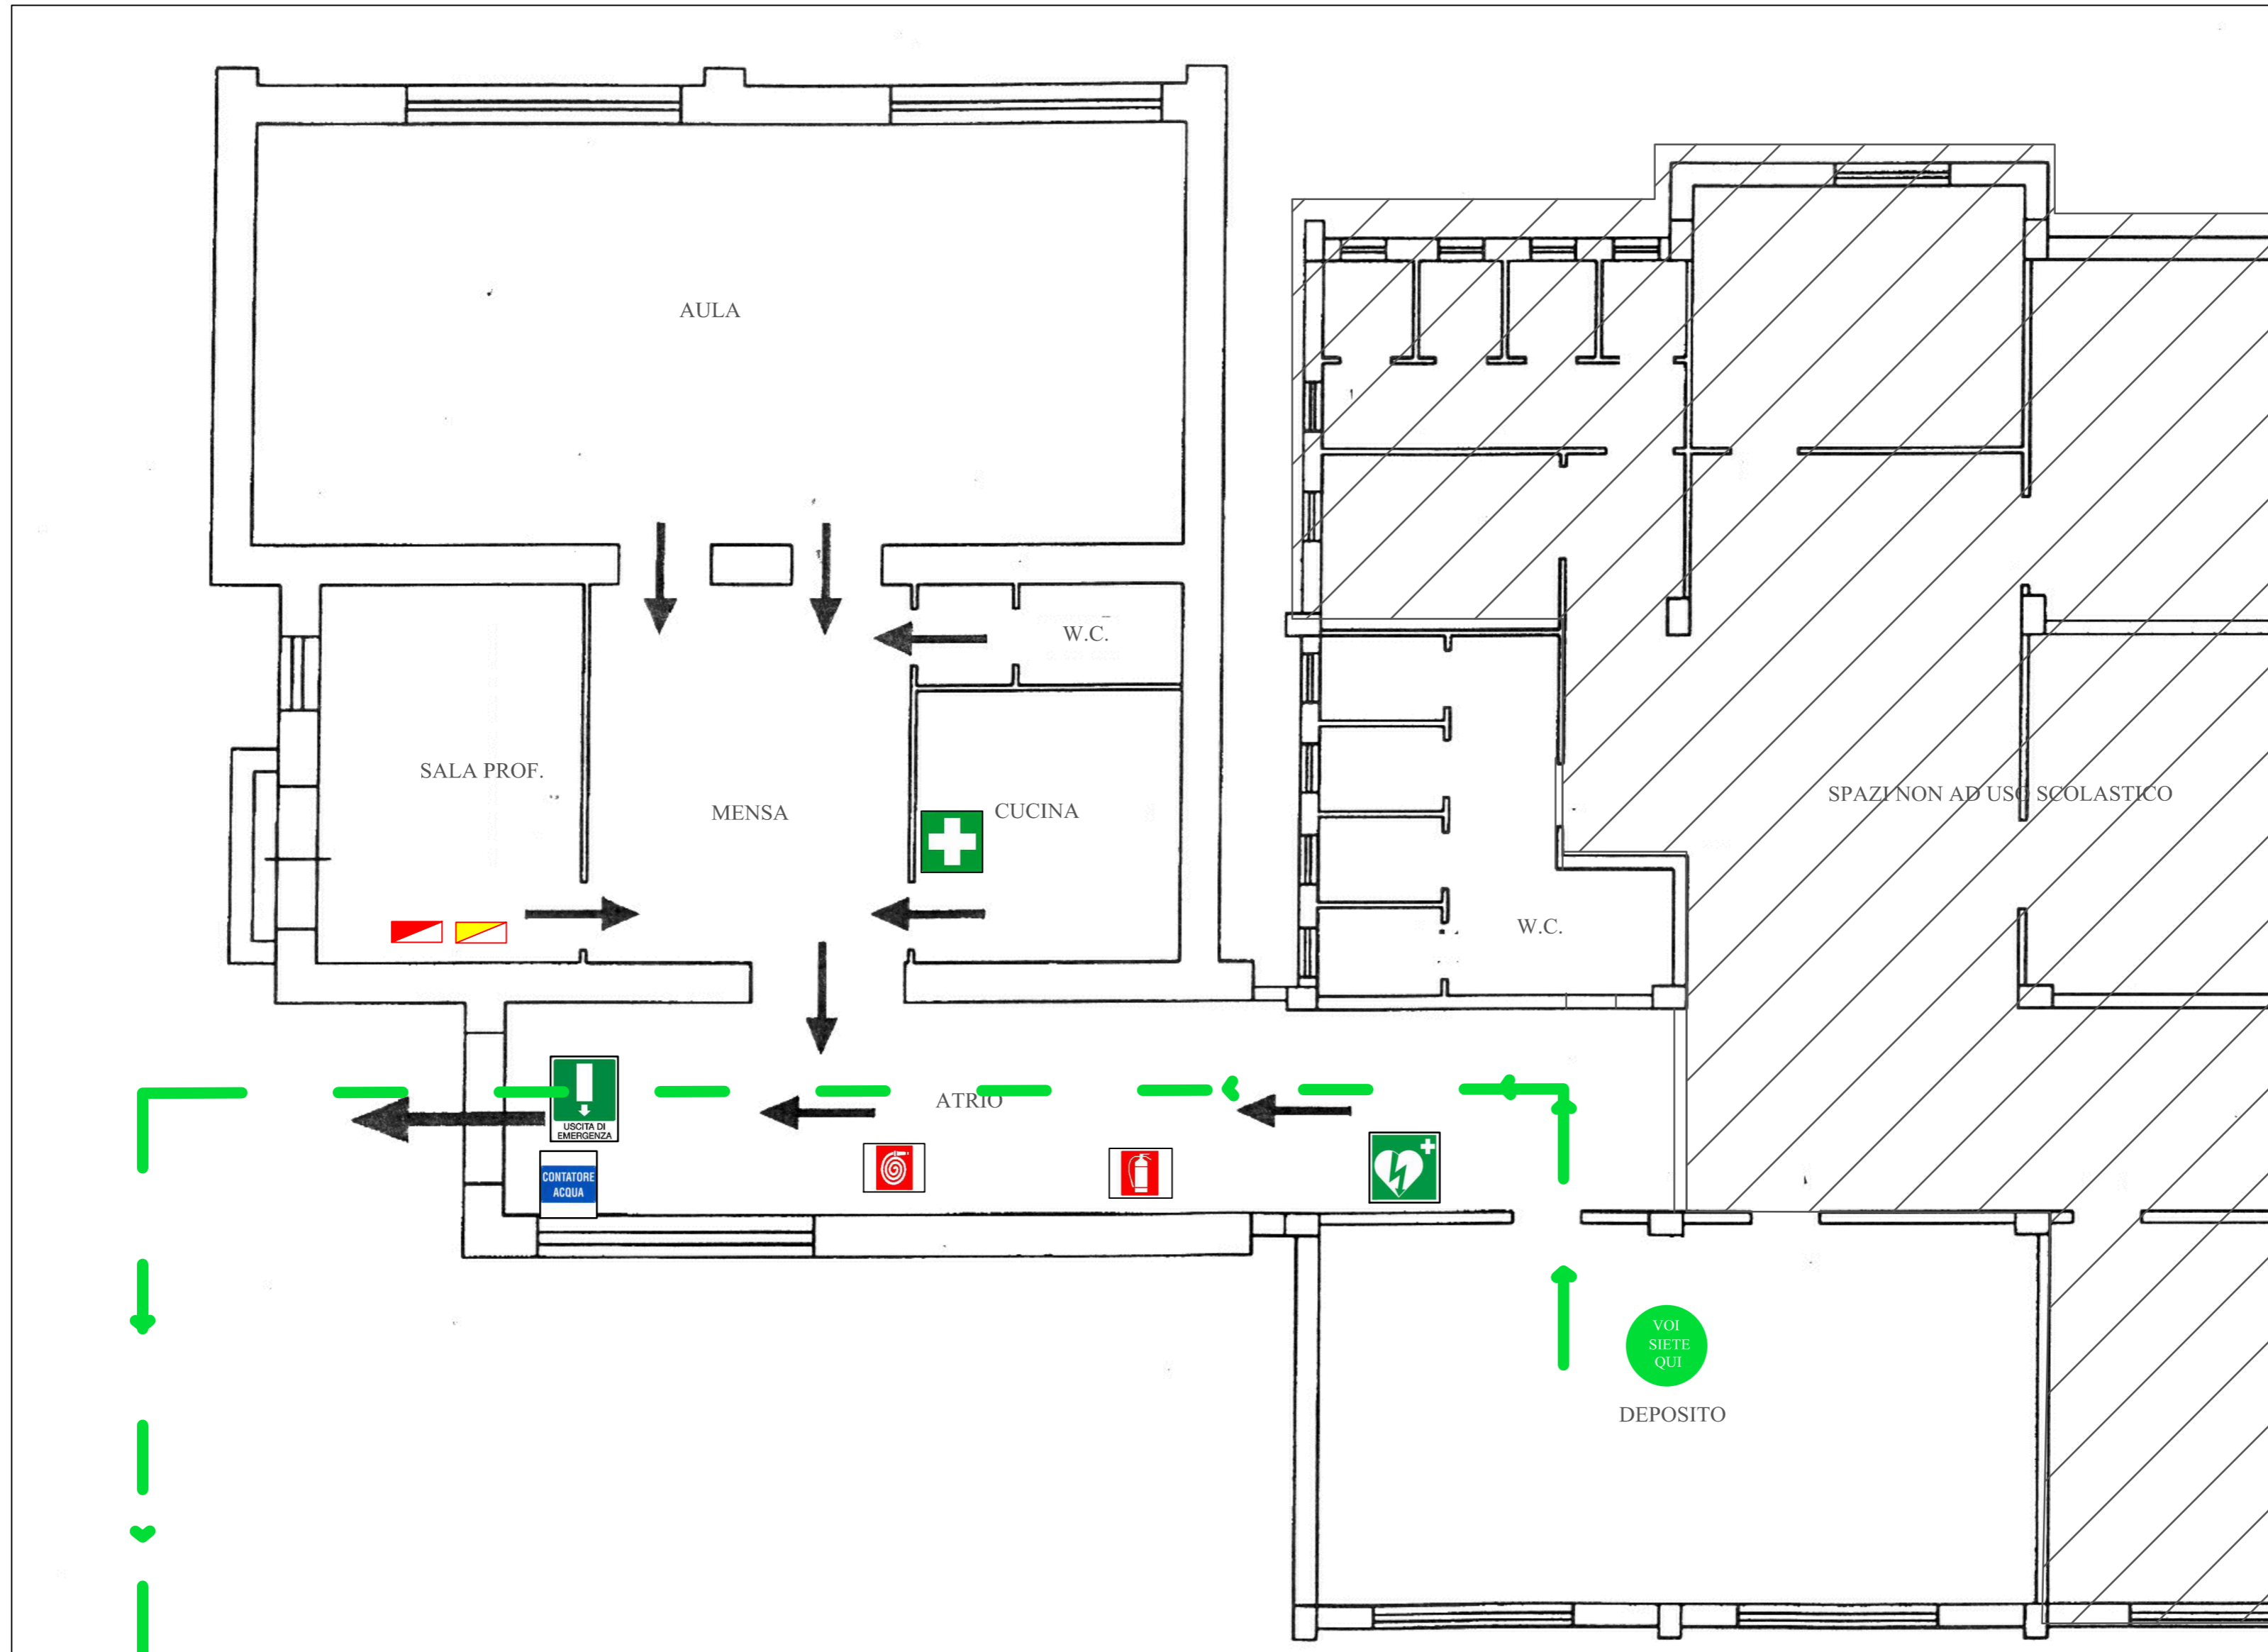 AULA
W.C.
SALA PROF.
MENSA
CUCINA
SPAZI NON AD USO SCOLASTICO
W.C.
ATRIO
USCITA DI
EMERGENZA
CONTATORE
ACQUA
VOI
SIETE
QUI
DEPOSITO